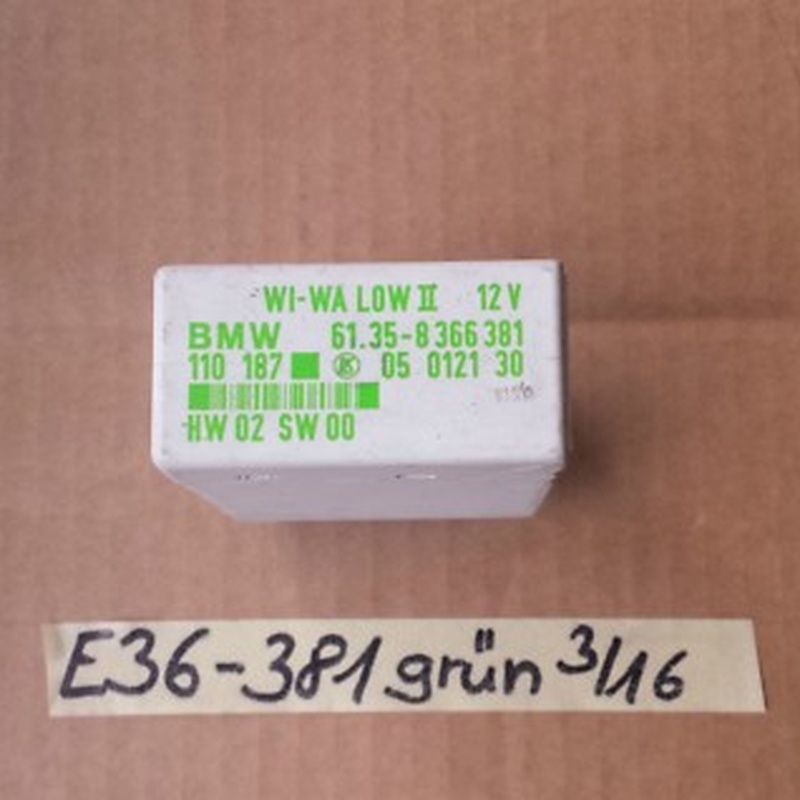 WI-WA LOW II 12 V
BMW 61.35-8 366 381
110 187 05 0121 30
HW 02 SW 00
E36-381 grün 3/16